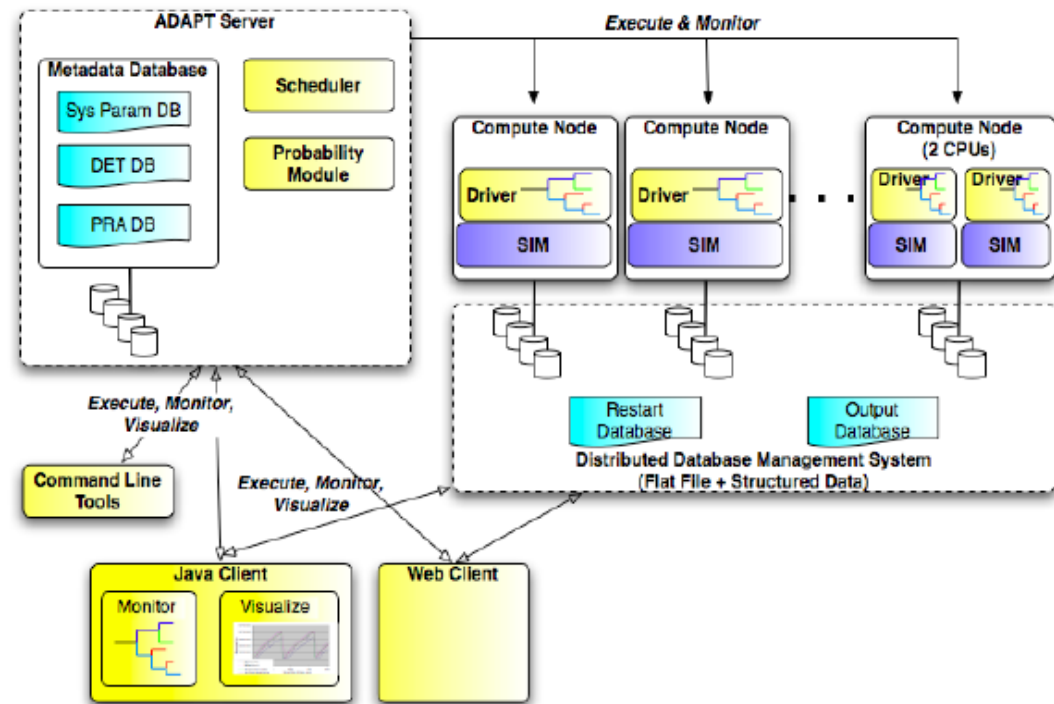 ADAPT Server
Execute & Monitor
Metadata Database
Sys Param DB
DET DB
PRA DB
Scheduler
Probability
Module
Compute Node
Driver
SIM
Compute Node
Driver
SIM
. . .
Compute Node
(2 CPUs)
Driver
Driver
SIM
SIM
Restart
Database
Output
Database
Distributed Database Management System
(Flat File + Structured Data)
Execute, Monitor,
Visualize
Command Line
Tools
Execute, Monitor,
Visualize
Java Client
Monitor
Visualize
Web Client